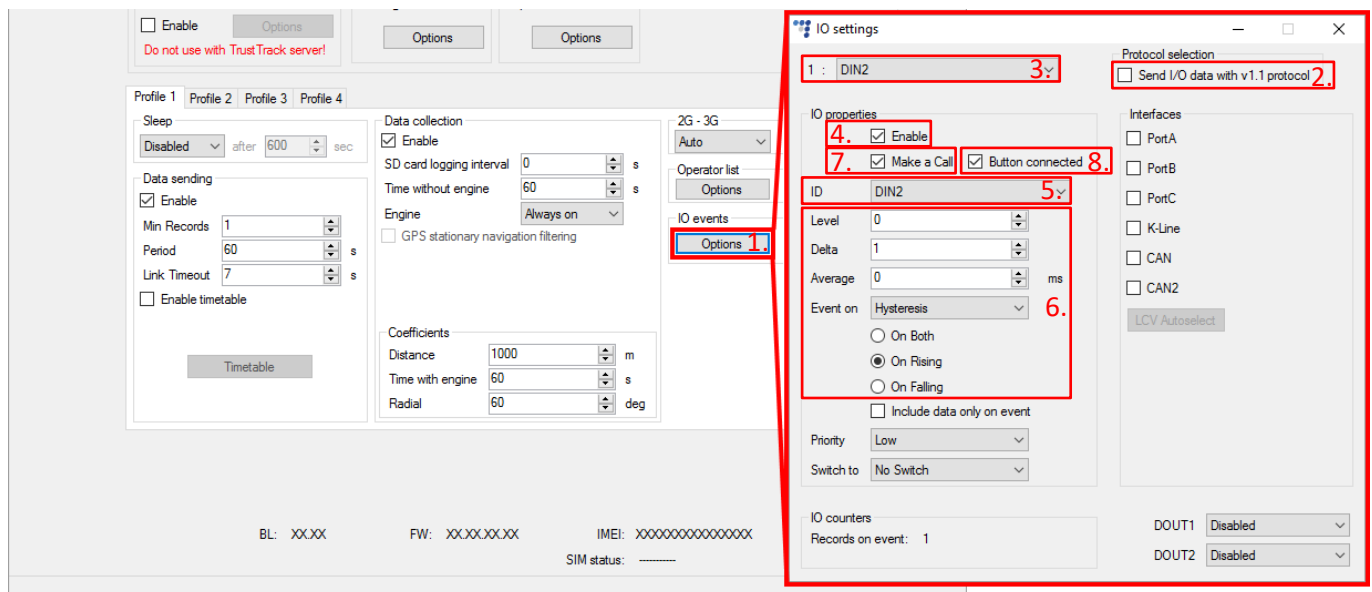 Enable
Options
Do not use with TrustTrack server!
Options
Options
Profile 1 Profile 2 Profile 3 Profile 4
Sleep
Disabled after 600 sec
Data sending
Enable
Min Records 1
Period 60 s
Link Timeout 7 s
Enable timetable
Timetable
Data collection
Enable
SD card logging interval 0 s
Time without engine 60 s
Engine Always on
GPS stationary navigation filtering
Coefficients
Distance 1000 m
Time with engine 60 s
Radial 60 deg
2G - 3G
Auto
Operator list
Options
IO events
Options 1.
BL: XX.XX FW: XX.XX.XX.XX IMEI: XXXXXXXXXXXXXXX
SIM status: ----------
IO settings
1 : DIN2 3.
Protocol selection
Send I/O data with v1.1 protocol 2.
IO properties
4. Enable
7. Make a Call Button connected 8.
ID DIN2 5.
Level 0
Delta 1
Average 0 ms
Event on Hysteresis 6.
On Both
On Rising
On Falling
Include data only on event
Priority Low
Switch to No Switch
Interfaces
PortA
PortB
PortC
K-Line
CAN
CAN2
LCV Autoselect
IO counters
Records on event: 1
DOUT1 Disabled
DOUT2 Disabled